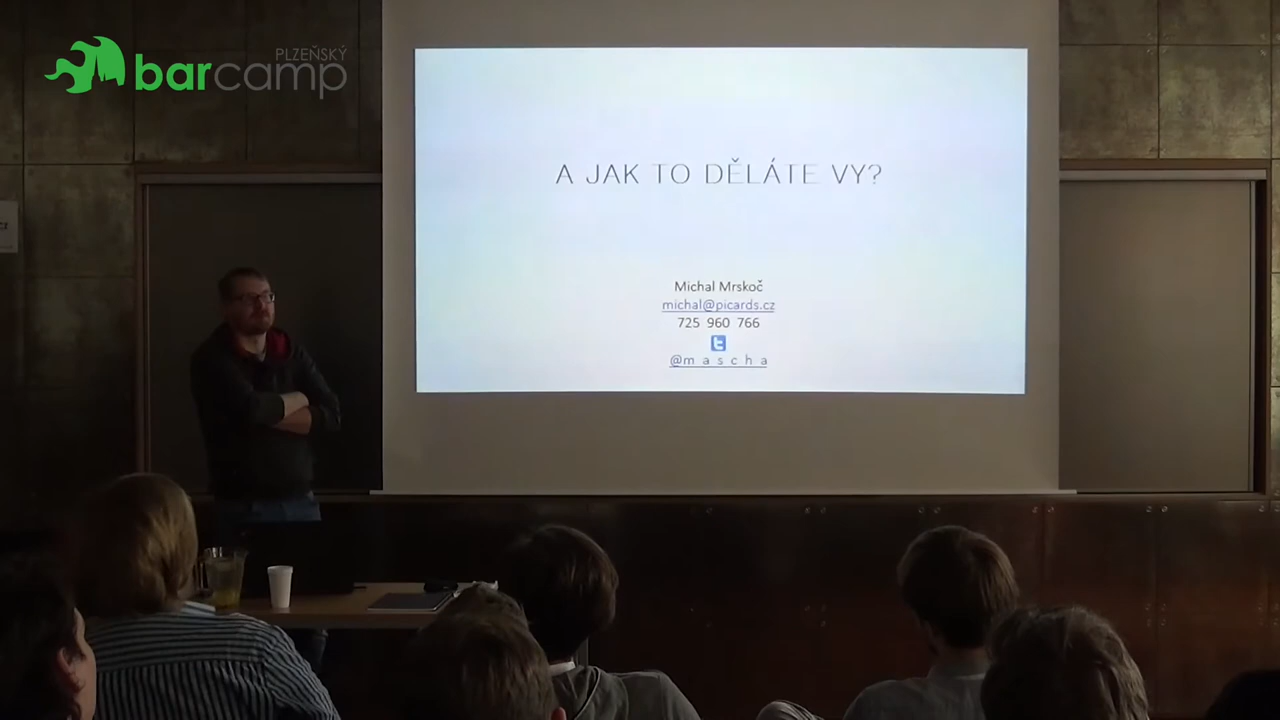 PLZEŇSKÝ
barcamp
A JAK TO DĚLÁTE VY?
Michal Mrskoč
michal@picards.cz
725 960 766
@m a s c h a